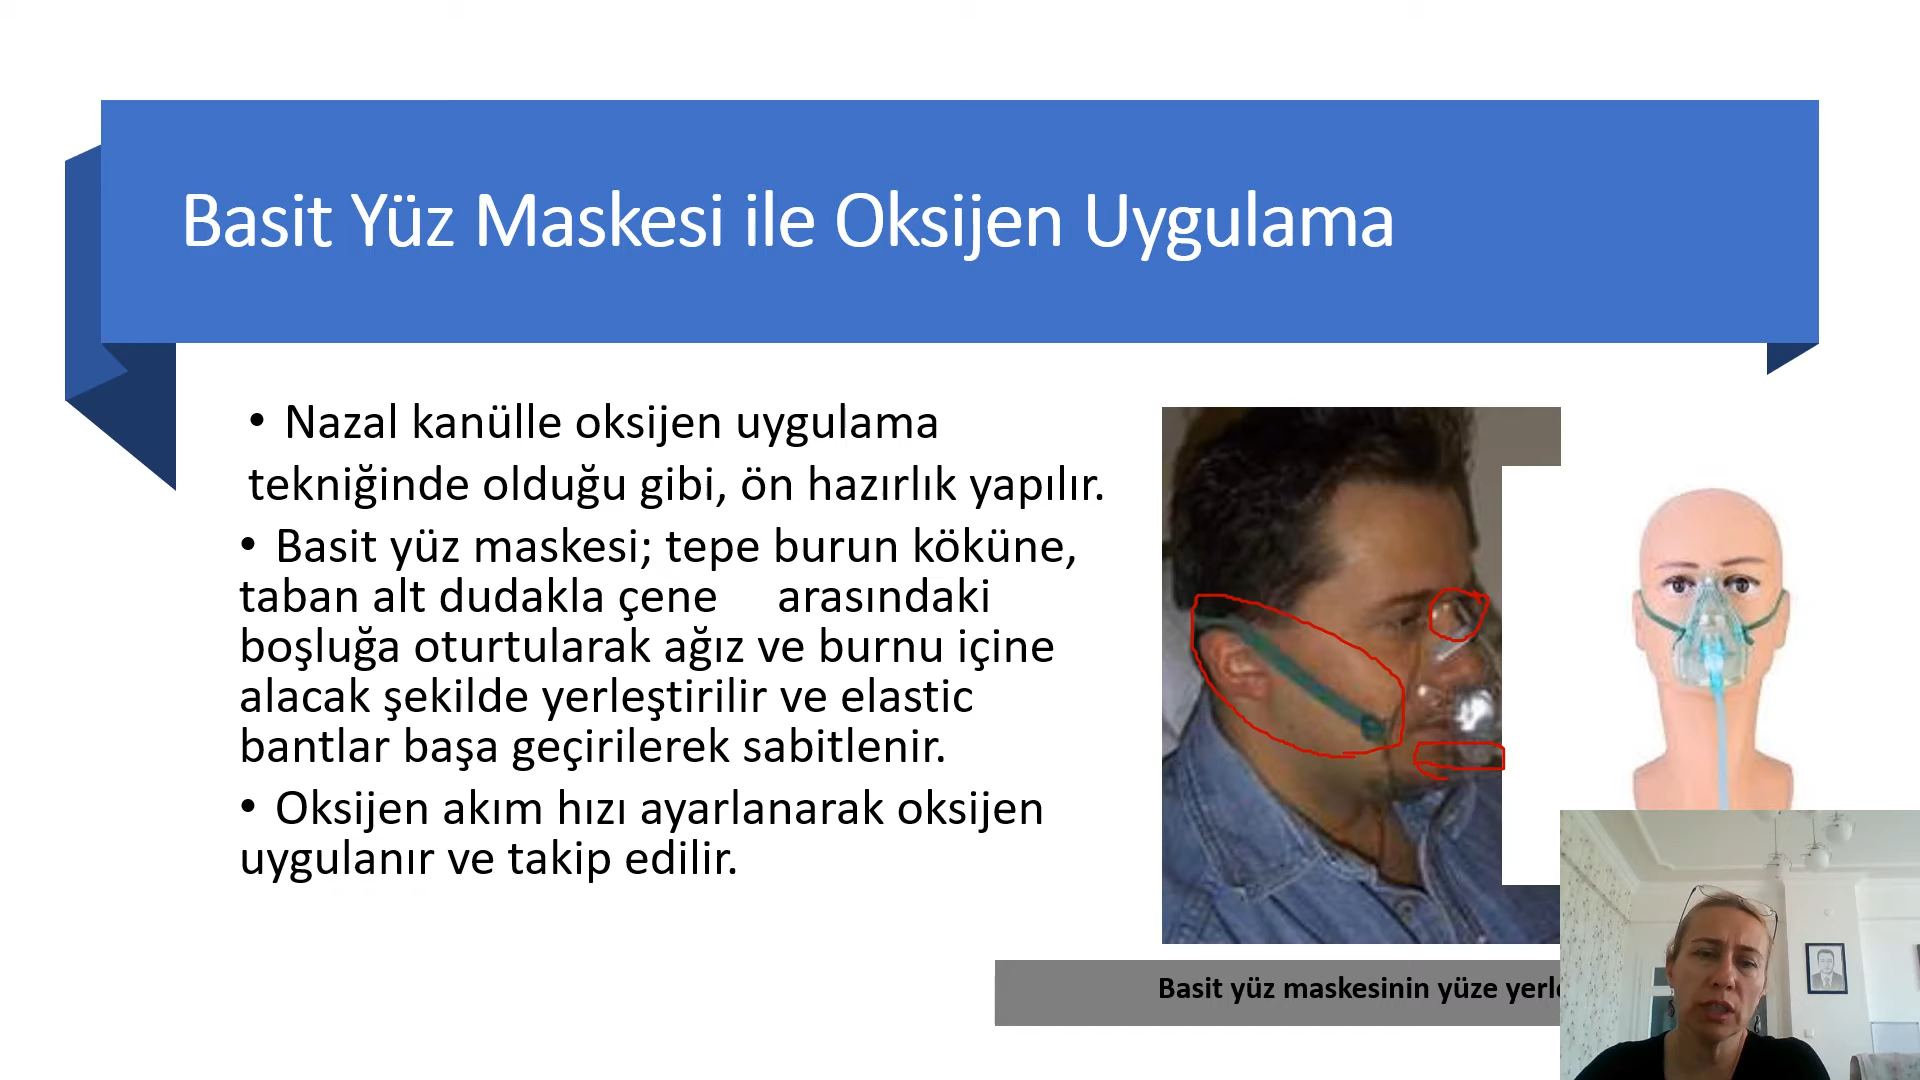 Basit Yüz Maskesi ile Oksijen Uygulama
• Nazal kanülle oksijen uygulama
tekniğinde olduğu gibi, ön hazırlık yapılır.
• Basit yüz maskesi; tepe burun köküne,
taban alt dudakla çene arasındaki
boşluğa oturtularak ağız ve burnu içine
alacak şekilde yerleştirilir ve elastic
bantlar başa geçirilerek sabitlenir.
• Oksijen akım hızı ayarlanarak oksijen
uygulanır ve takip edilir.
Basit yüz maskesinin yüze